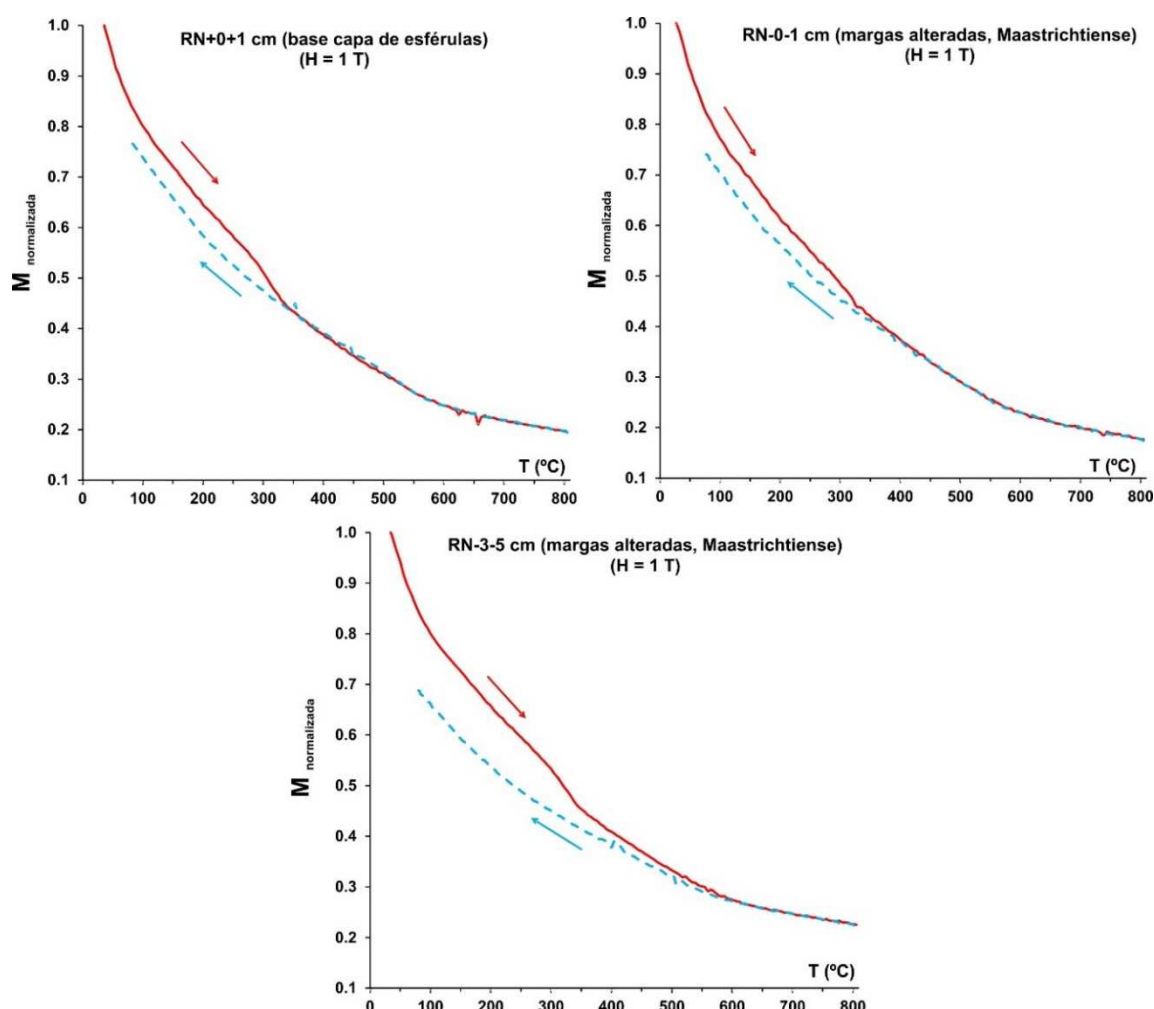 RN+0+1 cm (base capa de esférulas)
(H = 1 T)
1.0
0.9
0.8
0.7
0.6
0.5
0.4
0.3
0.2
0.1
M normalizada
T (ºC)
0 100 200 300 400 500 600 700 800
RN-0-1 cm (margas alteradas, Maastrichtiense)
(H = 1 T)
1.0
0.9
0.8
0.7
0.6
0.5
0.4
0.3
0.2
0.1
M normalizada
T (ºC)
0 100 200 300 400 500 600 700 800
RN-3-5 cm (margas alteradas, Maastrichtiense)
(H = 1 T)
1.0
0.9
0.8
0.7
0.6
0.5
0.4
0.3
0.2
0.1
M normalizada
T (ºC)
0 100 200 300 400 500 600 700 800